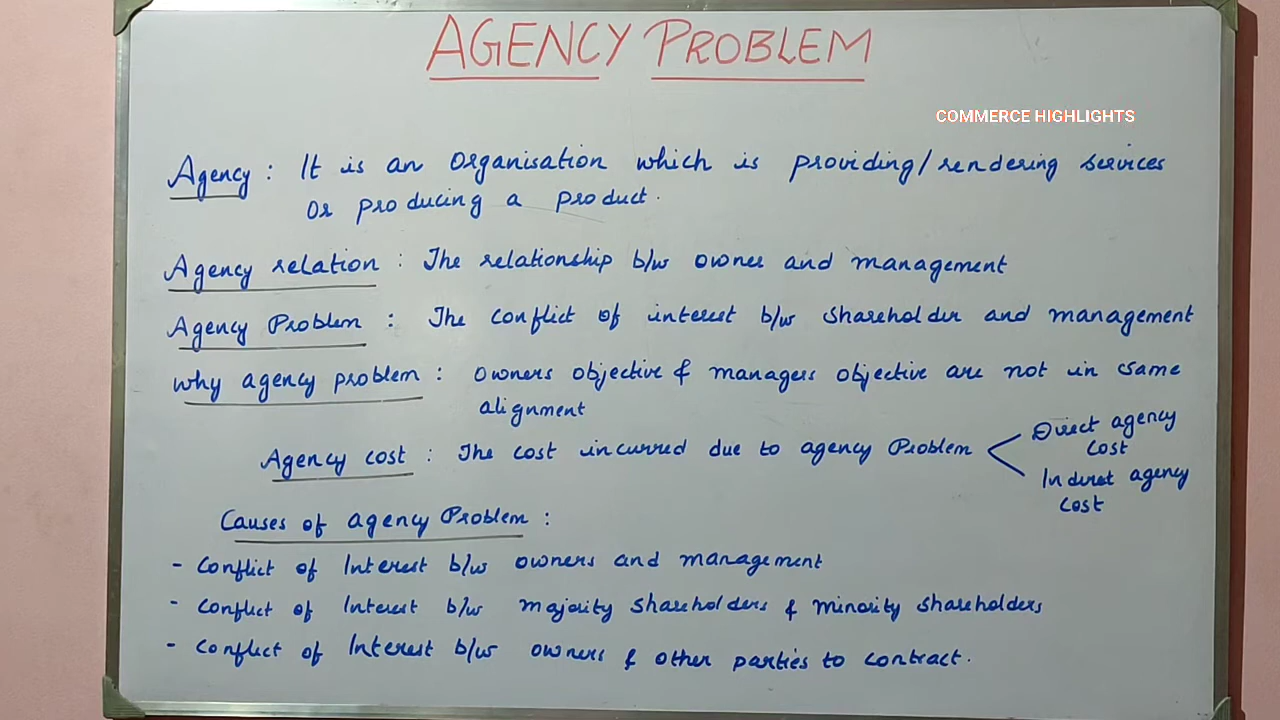 AGENCY PROBLEM
COMMERCE HIGHLIGHTS
Agency : It is an organisation which is providing/rendering services
Or producing a product.
Agency relation : The relationship b/w owner and management
Agency Problem : The conflict of interest b/w shareholder and management
why agency problem : Owners objective & managers objective are not in same
alignment
Agency cost : The cost incurred due to agency Problem
Direct agency
cost
Indirect agency
cost
Causes of agency Problem :
- Conflict of Interest b/w owners and management
- Conflict of Interest b/w majority shareholders & minority shareholders
- Conflict of Interest b/w owners & other parties to contract.